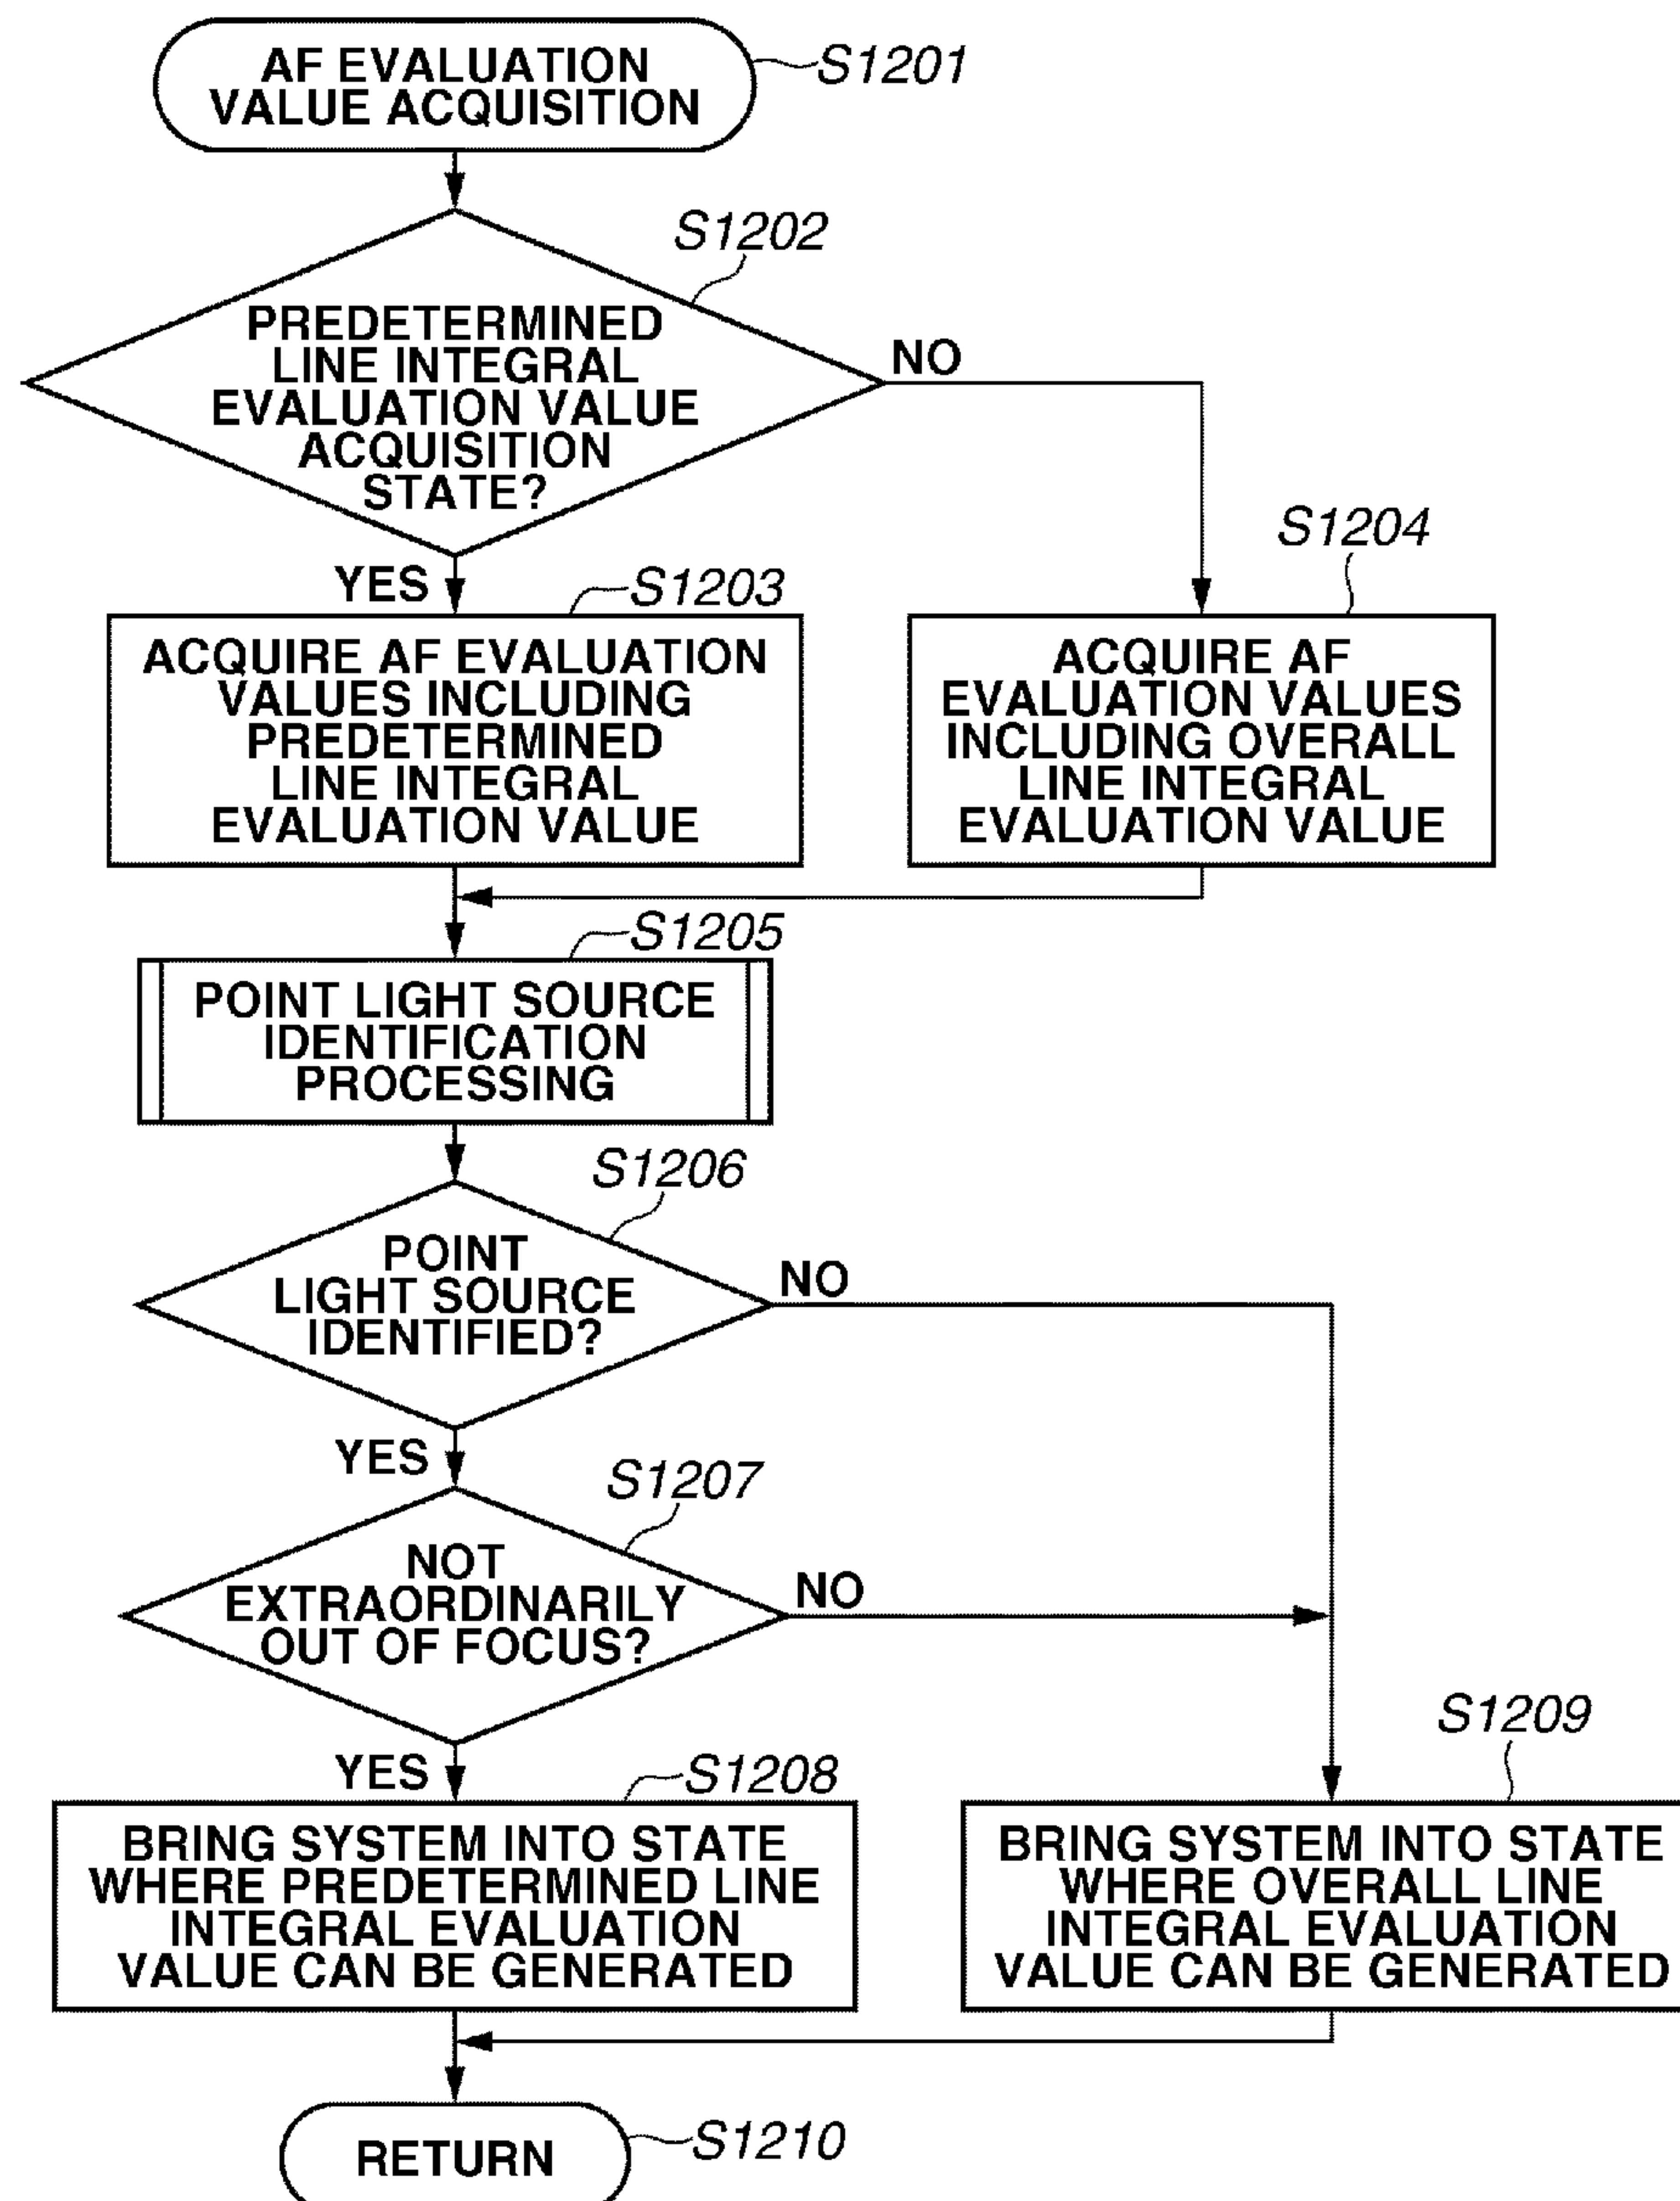 AF EVALUATION
VALUE ACQUISITION
S1201
S1202
PREDETERMINED
LINE INTEGRAL
EVALUATION VALUE
ACQUISITION
STATE?
NO
YES
S1203
ACQUIRE AF EVALUATION
VALUES INCLUDING
PREDETERMINED
LINE INTEGRAL
EVALUATION VALUE
S1204
ACQUIRE AF
EVALUATION VALUES
INCLUDING OVERALL
LINE INTEGRAL
EVALUATION VALUE
S1205
POINT LIGHT SOURCE
IDENTIFICATION
PROCESSING
S1206
POINT
LIGHT SOURCE
IDENTIFIED?
NO
YES
S1207
NOT
EXTRAORDINARILY
OUT OF FOCUS?
NO
YES
S1208
BRING SYSTEM INTO STATE
WHERE PREDETERMINED LINE
INTEGRAL EVALUATION
VALUE CAN BE GENERATED
S1209
BRING SYSTEM INTO STATE
WHERE OVERALL LINE
INTEGRAL EVALUATION
VALUE CAN BE GENERATED
RETURN
S1210